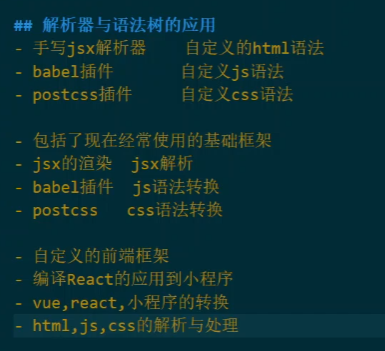 ## 解析器与语法树的应用
- 手写jsx解析器    自定义的html语法
- babel插件       自定义js语法
- postcss插件     自定义css语法
- 包括了现在经常使用的基础框架
- jsx的渲染  jsx解析
- babel插件  js语法转换
- postcss   css语法转换
- 自定义的前端框架
- 编译React的应用到小程序
- vue,react,小程序的转换
- html,js,css的解析与处理